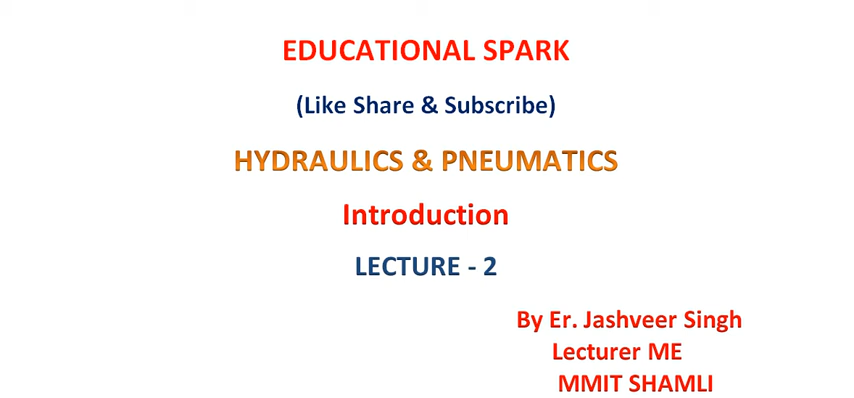 EDUCATIONAL SPARK
(Like Share & Subscribe)
HYDRAULICS & PNEUMATICS
Introduction
LECTURE - 2
By Er. Jashveer Singh
Lecturer ME
MMIT SHAMLI